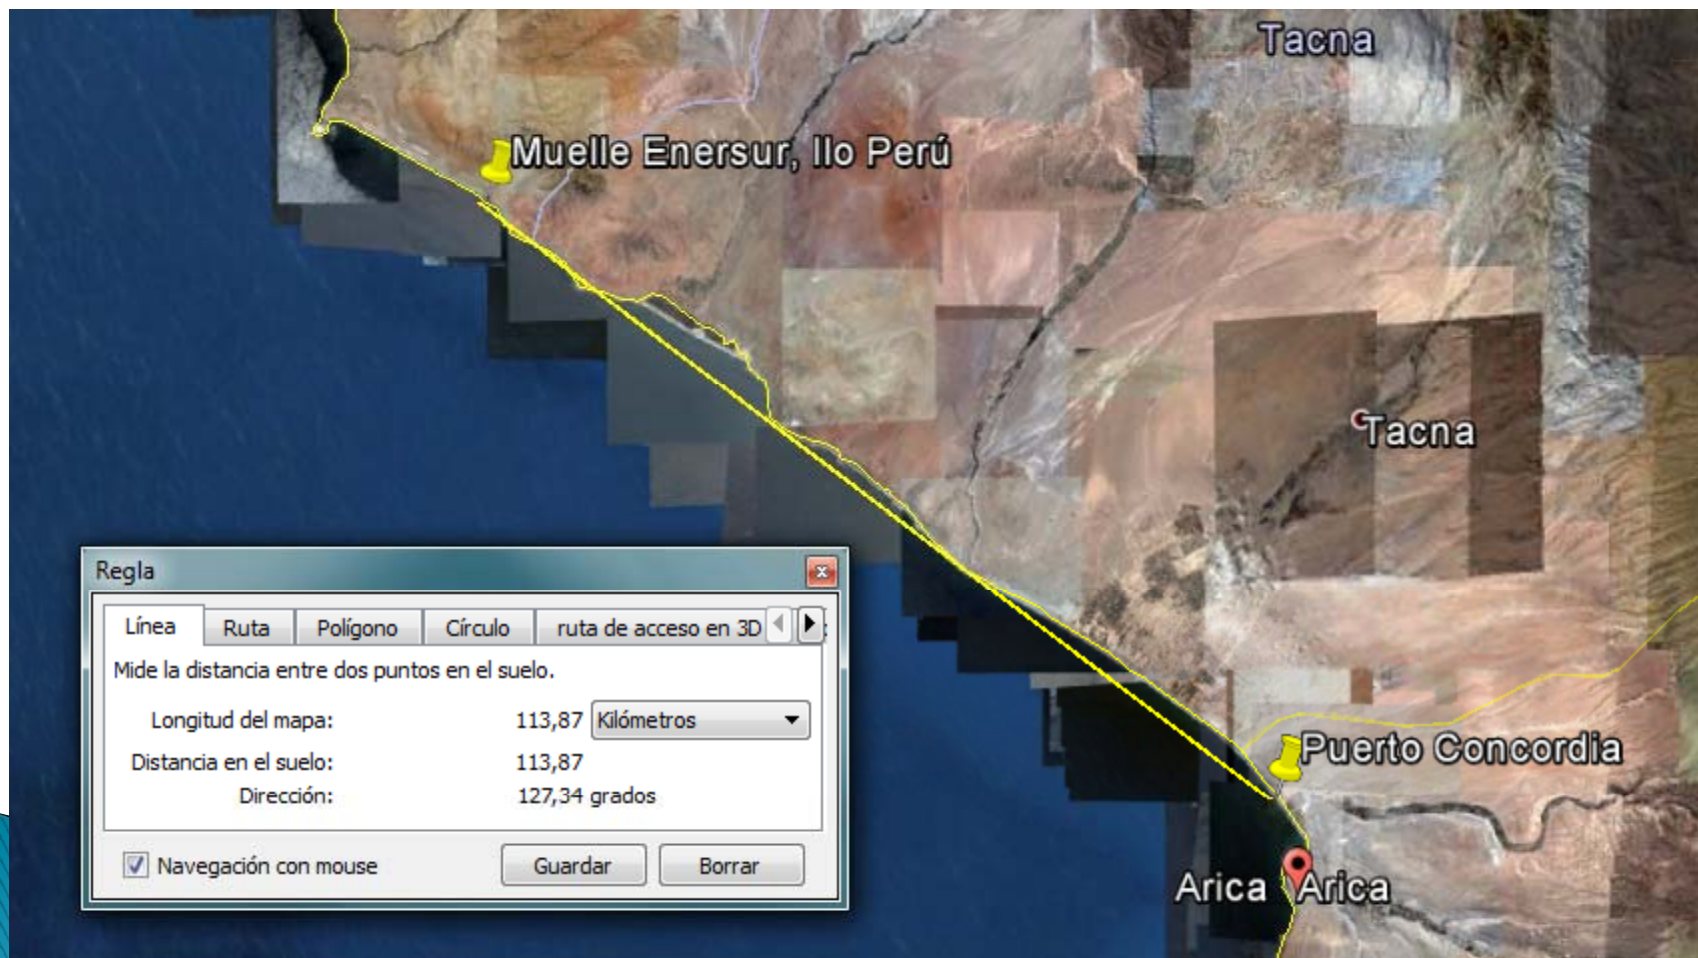 Tacna
Muelle Enersur, Ilo Perú
Tacna
Regla
Línea Ruta Polígono Círculo ruta de acceso en 3D
Mide la distancia entre dos puntos en el suelo.
Longitud del mapa: 113,87 Kilómetros
Distancia en el suelo: 113,87
Dirección: 127,34 grados
Navegación con mouse Guardar Borrar
Puerto Concordia
Arica Arica